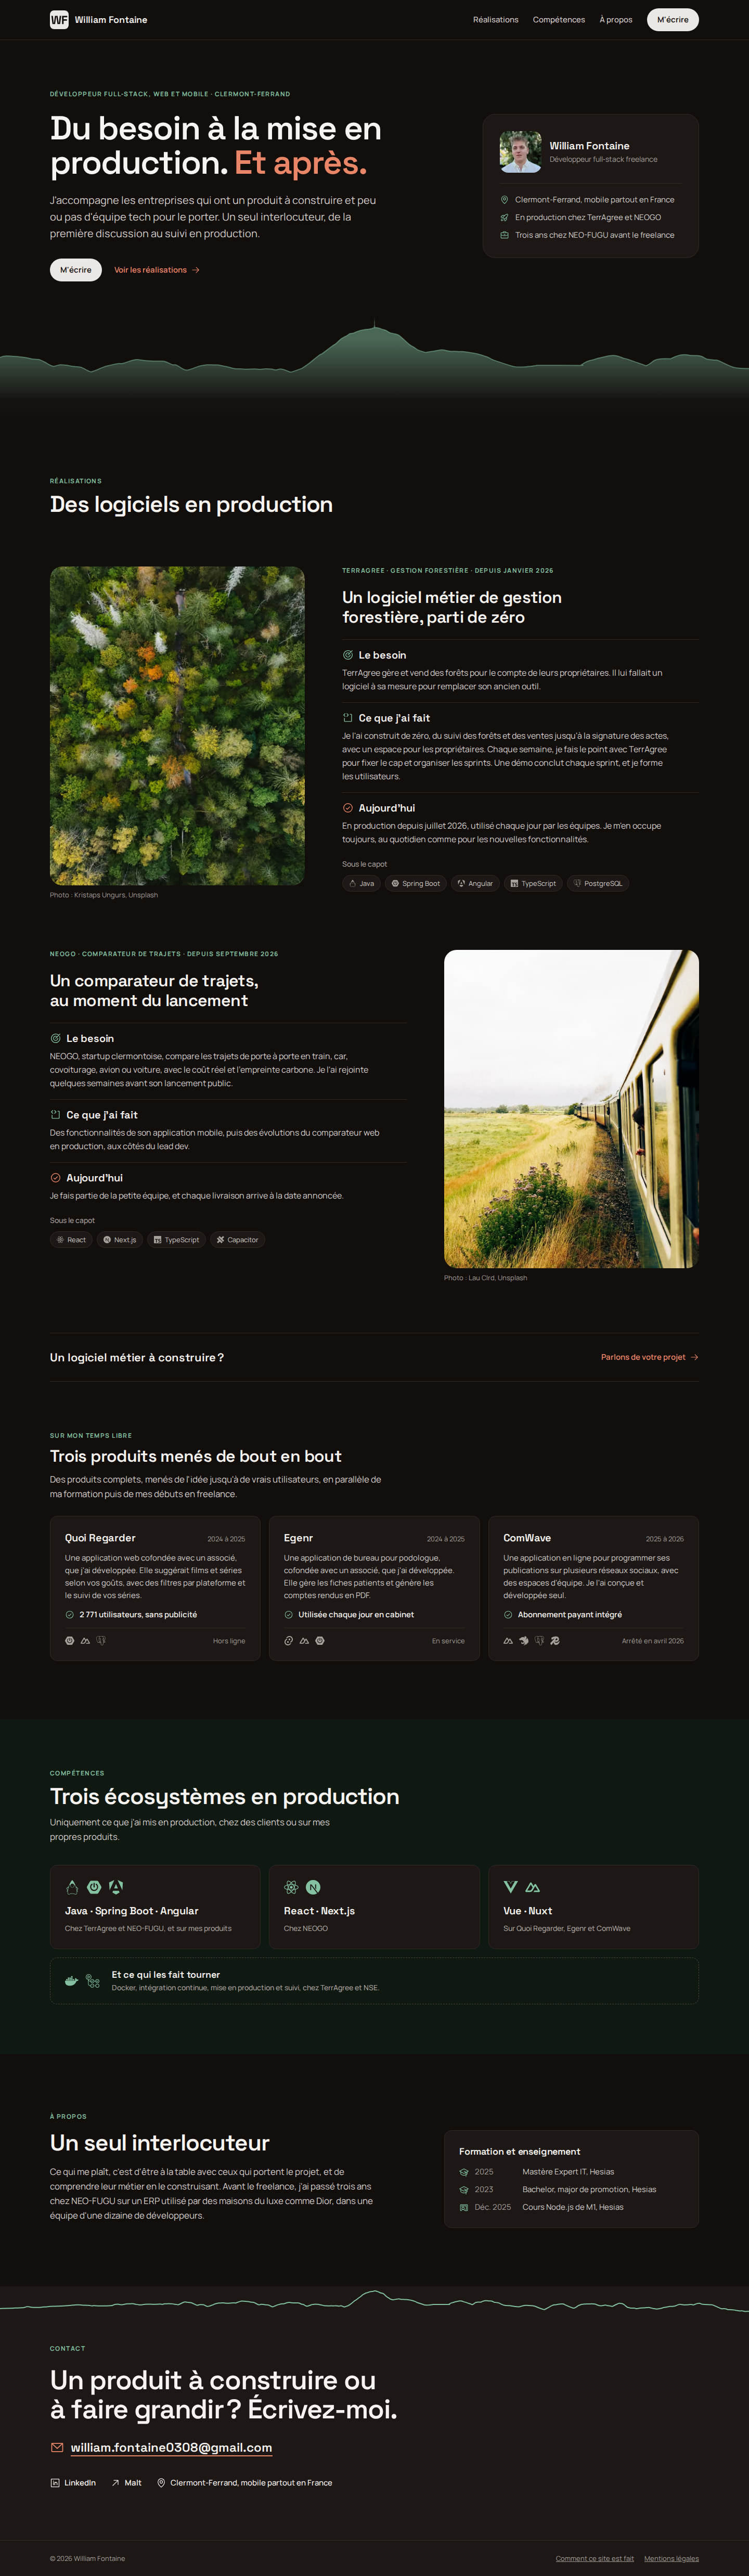 WF William Fontaine
Réalisations Compétences À propos M'écrire
DÉVELOPPEUR FULL-STACK, WEB ET MOBILE · CLERMONT-FERRAND
Du besoin à la mise en
production. Et après.
J'accompagne les entreprises qui ont un produit à construire et peu
ou pas d'équipe tech pour le porter. Un seul interlocuteur, de la
première discussion au suivi en production.
M'écrire Voir les réalisations →
William Fontaine
Développeur full-stack freelance
Clermont-Ferrand, mobile partout en France
En production chez TerrAgree et NEOGO
Trois ans chez NEO-FUGU avant le freelance
RÉALISATIONS
Des logiciels en production
TERRAGREE · GESTION FORESTIÈRE · DEPUIS JANVIER 2026
Un logiciel métier de gestion
forestière, parti de zéro
Le besoin
TerrAgree gère et vend des forêts pour le compte de leurs propriétaires. Il lui fallait un
logiciel à sa mesure pour remplacer son ancien outil.
Ce que j'ai fait
Je l'ai construit de zéro, du suivi des forêts et des ventes jusqu'à la signature des actes,
avec un espace pour les propriétaires. Chaque semaine, je fais le point avec TerrAgree
pour fixer le cap et organiser les sprints. Une démo conclut chaque sprint, et je forme
les utilisateurs.
Aujourd'hui
En production depuis juillet 2026, utilisé chaque jour par les équipes. Je m'en occupe
toujours, au quotidien comme pour les nouvelles fonctionnalités.
Sous le capot
Java Spring Boot Angular TypeScript PostgreSQL
Photo : Kristaps Ungurs, Unsplash
NEOGO · COMPARATEUR DE TRAJETS · DEPUIS SEPTEMBRE 2026
Un comparateur de trajets,
au moment du lancement
Le besoin
NEOGO, startup clermontoise, compare les trajets de porte à porte en train, car,
covoiturage, avion ou voiture, avec le coût réel et l'empreinte carbone. Je l'ai rejointe
quelques semaines avant son lancement public.
Ce que j'ai fait
Des fonctionnalités de son application mobile, puis des évolutions du comparateur web
en production, aux côtés du lead dev.
Aujourd'hui
Je fais partie de la petite équipe, et chaque livraison arrive à la date annoncée.
Sous le capot
React Next.js TypeScript Capacitor
Photo : Lau Clrd, Unsplash
Un logiciel métier à construire ?
Parlons de votre projet →
SUR MON TEMPS LIBRE
Trois produits menés de bout en bout
Des produits complets, menés de l'idée jusqu'à de vrais utilisateurs, en parallèle de
ma formation puis de mes débuts en freelance.
Quoi Regarder 2024 à 2025
Une application web cofondée avec un associé,
que j'ai développée. Elle suggérait films et séries
selon vos goûts, avec des filtres par plateforme et
le suivi de vos séries.
2 771 utilisateurs, sans publicité
Hors ligne
Egenr 2024 à 2025
Une application de bureau pour podologue,
cofondée avec un associé, que j'ai développée.
Elle gère les fiches patients et génère les
comptes rendus en PDF.
Utilisée chaque jour en cabinet
En service
ComWave 2025 à 2026
Une application en ligne pour programmer ses
publications sur plusieurs réseaux sociaux, avec
des espaces d'équipe. Je l'ai conçue et
développée seul.
Abonnement payant intégré
Arrêté en avril 2026
COMPÉTENCES
Trois écosystèmes en production
Uniquement ce que j'ai mis en production, chez des clients ou sur mes
propres produits.
Java · Spring Boot · Angular
Chez TerrAgree et NEO-FUGU, et sur mes produits
React · Next.js
Chez NEOGO
Vue · Nuxt
Sur Quoi Regarder, Egenr et ComWave
Et ce qui les fait tourner
Docker, intégration continue, mise en production et suivi, chez TerrAgree et NSE.
À PROPOS
Un seul interlocuteur
Ce qui me plaît, c'est d'être à la table avec ceux qui portent le projet, et de
comprendre leur métier en le construisant. Avant le freelance, j'ai passé trois ans
chez NEO-FUGU sur un ERP utilisé par des maisons du luxe comme Dior, dans une
équipe d'une dizaine de développeurs.
Formation et enseignement
2025 Mastère Expert IT, Hesias
2023 Bachelor, major de promotion, Hesias
Déc. 2025 Cours Node.js de M1, Hesias
CONTACT
Un produit à construire ou
à faire grandir ? Écrivez-moi.
william.fontaine0308@gmail.com
LinkedIn Malt Clermont-Ferrand, mobile partout en France
© 2026 William Fontaine
Comment ce site est fait Mentions légales